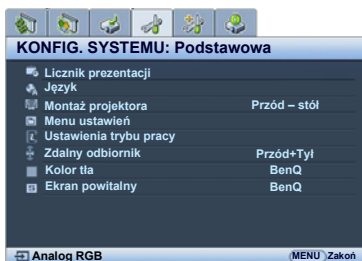 KONFIG. SYSTEMU: Podstawowa
Licznik prezentacji
Język
Montaż projektora Przód – stół
Menu ustawień
Ustawienia trybu pracy
Zdalny odbiornik Przód+Tył
Kolor tła BenQ
Ekran powitalny BenQ
Analog RGB MENU Zakoń